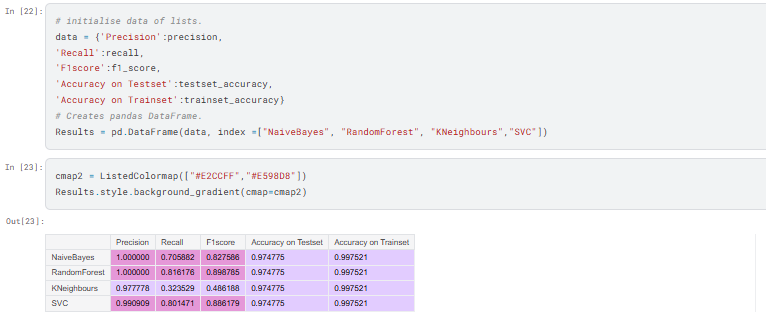 In [22]:
# initialise data of lists.
data = {'Precision':precision,
'Recall':recall,
'F1score':f1_score,
'Accuracy on Testset':testset_accuracy,
'Accuracy on Trainset':trainset_accuracy}
# Creates pandas DataFrame.
Results = pd.DataFrame(data, index =["NaiveBayes", "RandomForest", "KNeighbours","SVC"])
In [23]:
cmap2 = ListedColormap(["#E2CCFF","#E598D8"])
Results.style.background_gradient(cmap=cmap2)
Out[23]:
Precision Recall F1score Accuracy on Testset Accuracy on Trainset
NaiveBayes 1.000000 0.705882 0.827586 0.974775 0.997521
RandomForest 1.000000 0.816176 0.898785 0.974775 0.997521
KNeighbours 0.977778 0.323529 0.486188 0.974775 0.997521
SVC 0.990909 0.801471 0.886179 0.974775 0.997521